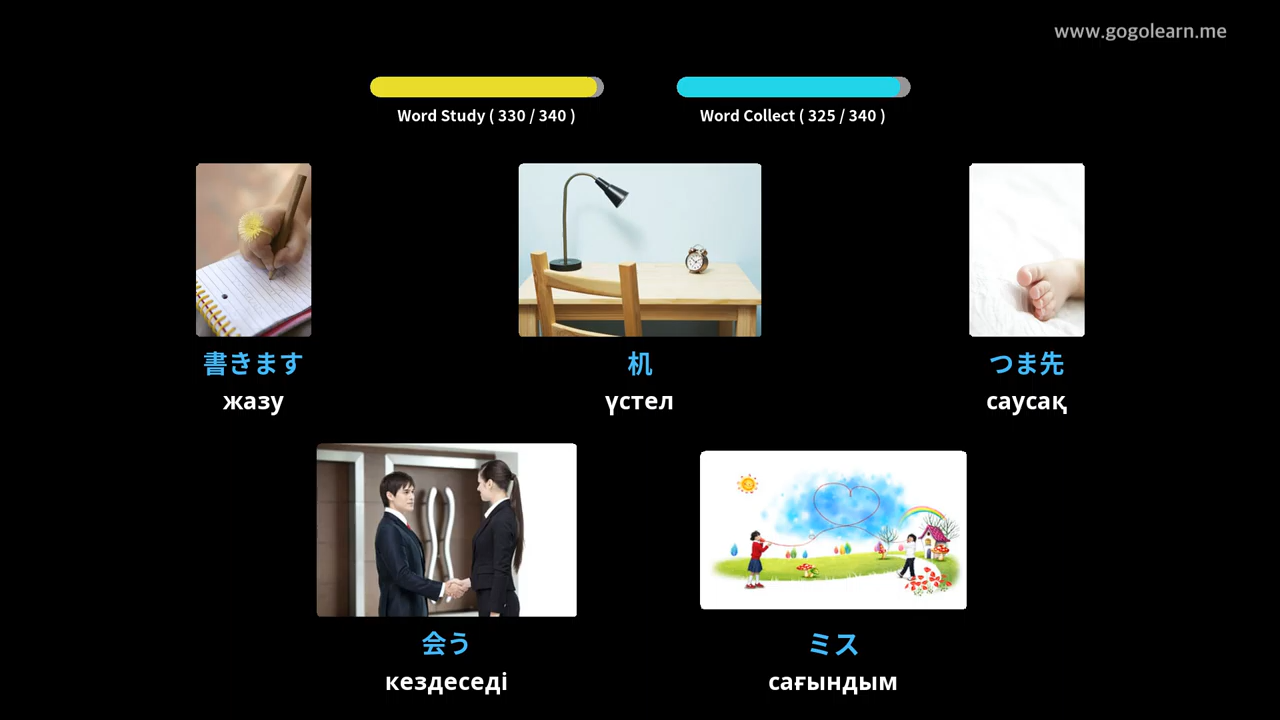 www.gogolearn.me
Word Study ( 330 / 340 )
Word Collect ( 325 / 340 )
書きます
жазу
机
үстел
つま先
саусақ
会う
кездеседі
ミス
сағындым